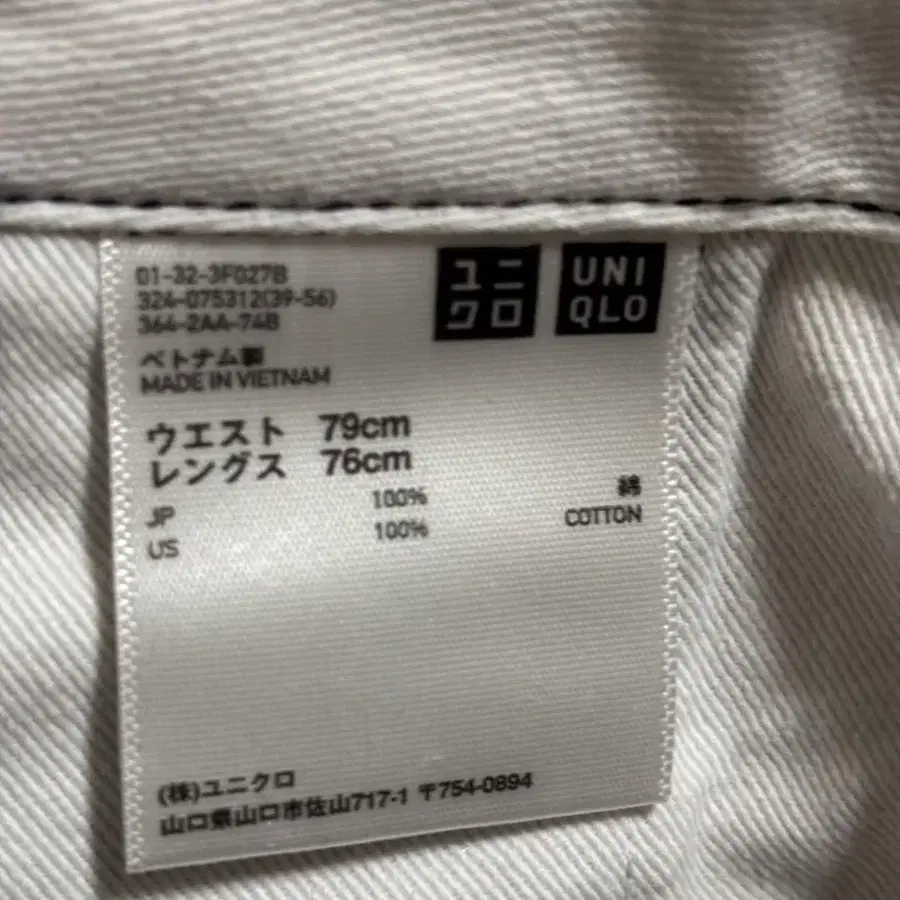 01-32-3F027B
324-075312(39-56)
364-2AA-74B
ユニクロ
UNIQLO
ベトナム製
MADE IN VIETNAM
ウエスト 79cm
レングス 76cm
JP 100% 綿
US 100% COTTON
(株)ユニクロ
山口県山口市佐山717-1 〒754-0894